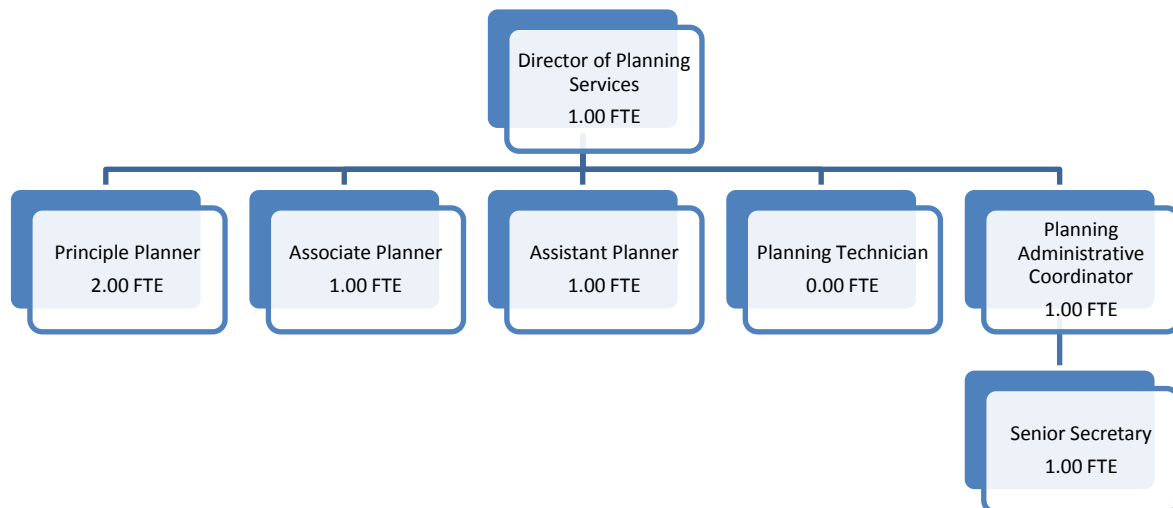 Director of Planning
Services
1.00 FTE
Principle Planner
2.00 FTE
Associate Planner
1.00 FTE
Assistant Planner
1.00 FTE
Planning Technician
0.00 FTE
Planning
Administrative
Coordinator
1.00 FTE
Senior Secretary
1.00 FTE